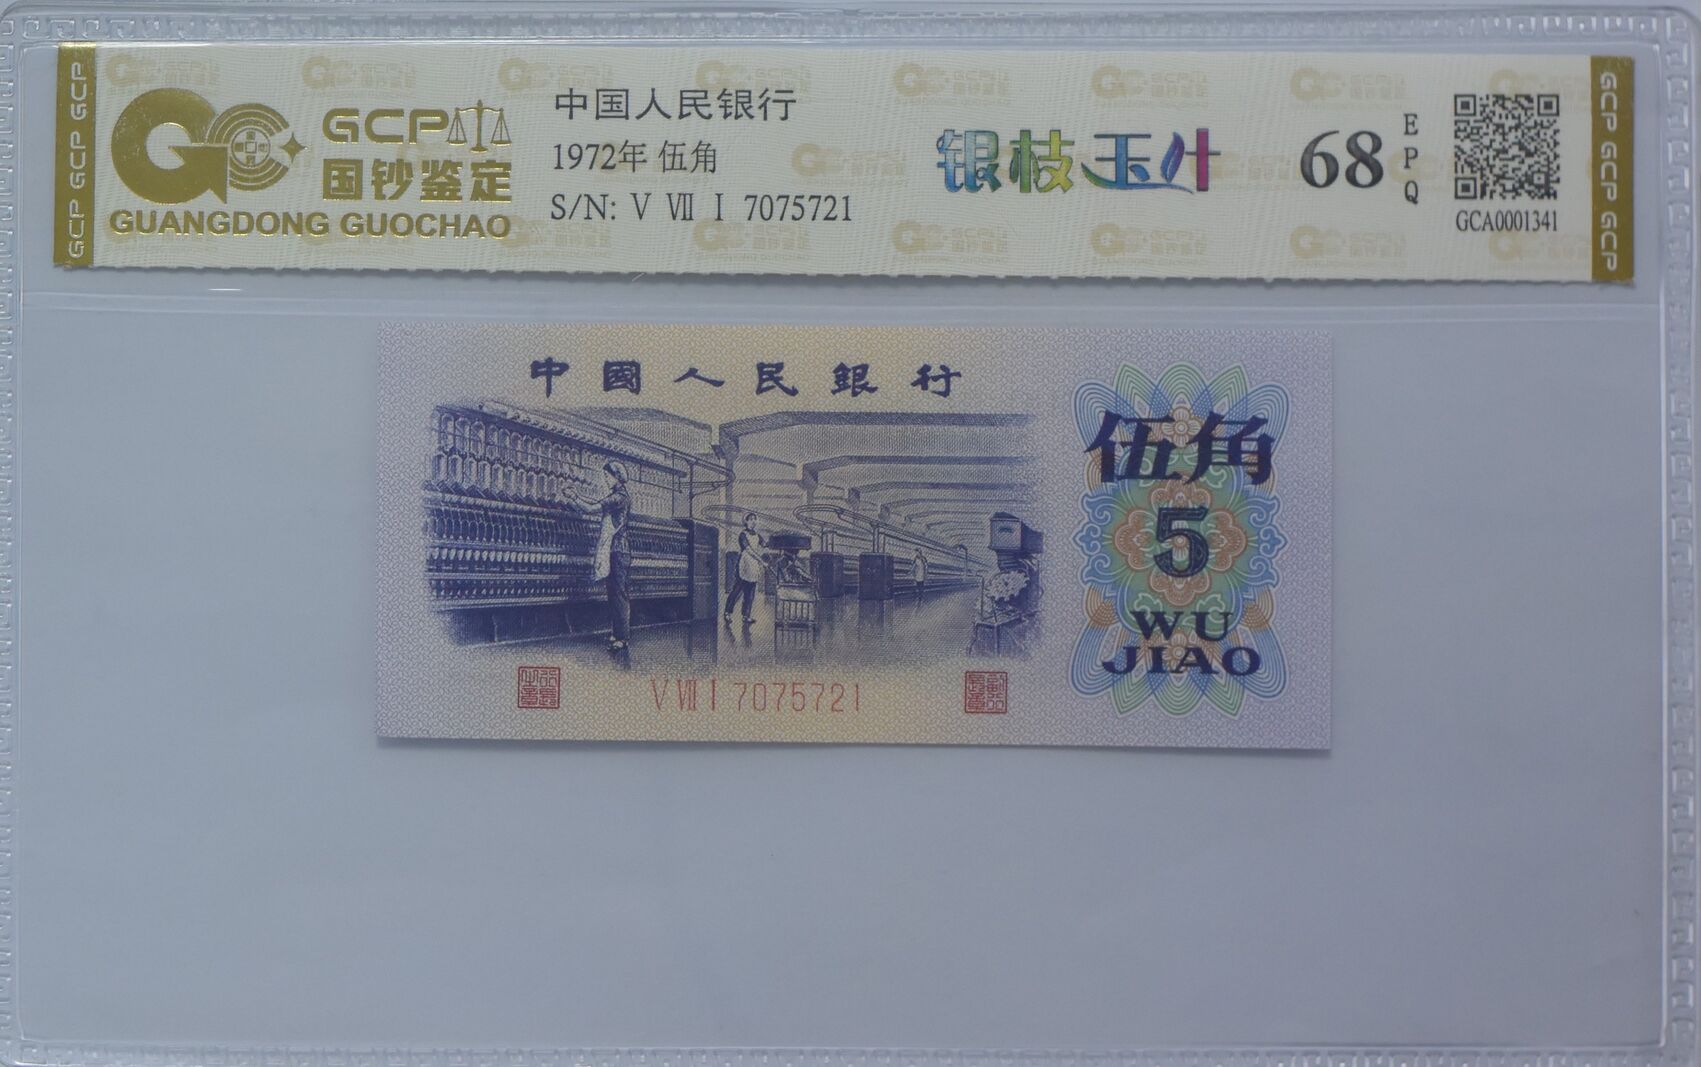 GCP GCP GCP
GCP
国钞鉴定
GUANGDONG GUOCHAO
中国人民银行
1972年 伍角
S/N: V Ⅶ I 7075721
银枝玉叶
68
E
P
Q
GCA0001341
GCP GCP GCP
中國人民銀行
伍角
5
WU
JIAO
V Ⅶ I 7075721